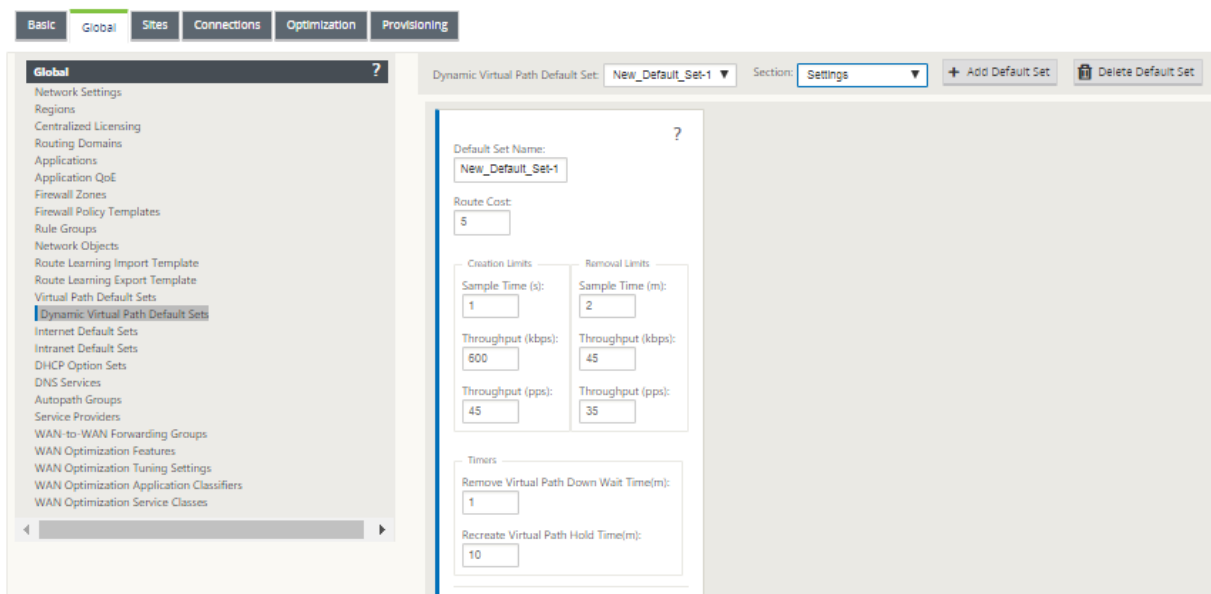 Basic Global Sites Connections Optimization Provisioning
Global ?
Network Settings
Regions
Centralized Licensing
Routing Domains
Applications
Application QoE
Firewall Zones
Firewall Policy Templates
Rule Groups
Network Objects
Route Learning Import Template
Route Learning Export Template
Virtual Path Default Sets
Dynamic Virtual Path Default Sets
Internet Default Sets
Intranet Default Sets
DHCP Option Sets
DNS Services
Autopath Groups
Service Providers
WAN-to-WAN Forwarding Groups
WAN Optimization Features
WAN Optimization Tuning Settings
WAN Optimization Application Classifiers
WAN Optimization Service Classes
Dynamic Virtual Path Default Set: New_Default_Set-1 Section: Settings + Add Default Set Delete Default Set
?
Default Set Name:
New_Default_Set-1
Route Cost:
5
Creation Limits Removal Limits
Sample Time (s): Sample Time (m):
1 2
Throughput (kbps): Throughput (kbps):
600 45
Throughput (pps): Throughput (pps):
45 35
Timers
Remove Virtual Path Down Wait Time(m):
1
Recreate Virtual Path Hold Time(m):
10